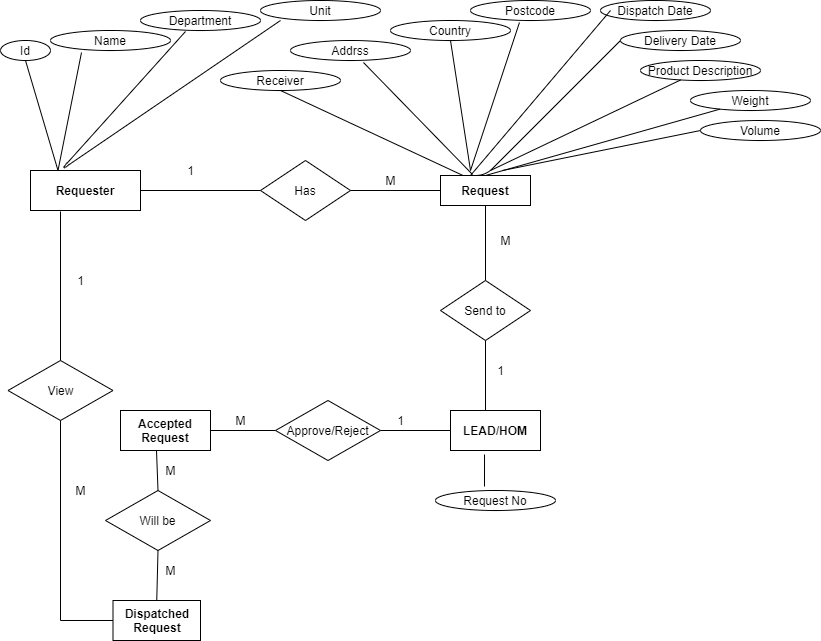 Id
Name
Department
Unit
Receiver
Addrss
Country
Postcode
Dispatch Date
Delivery Date
Product Description
Weight
Volume
Requester
1
Has
M
Request
M
Send to
1
1
View
M
Accepted
Request
M
Approve/Reject
1
LEAD/HOM
Request No
M
Will be
M
Dispatched
Request